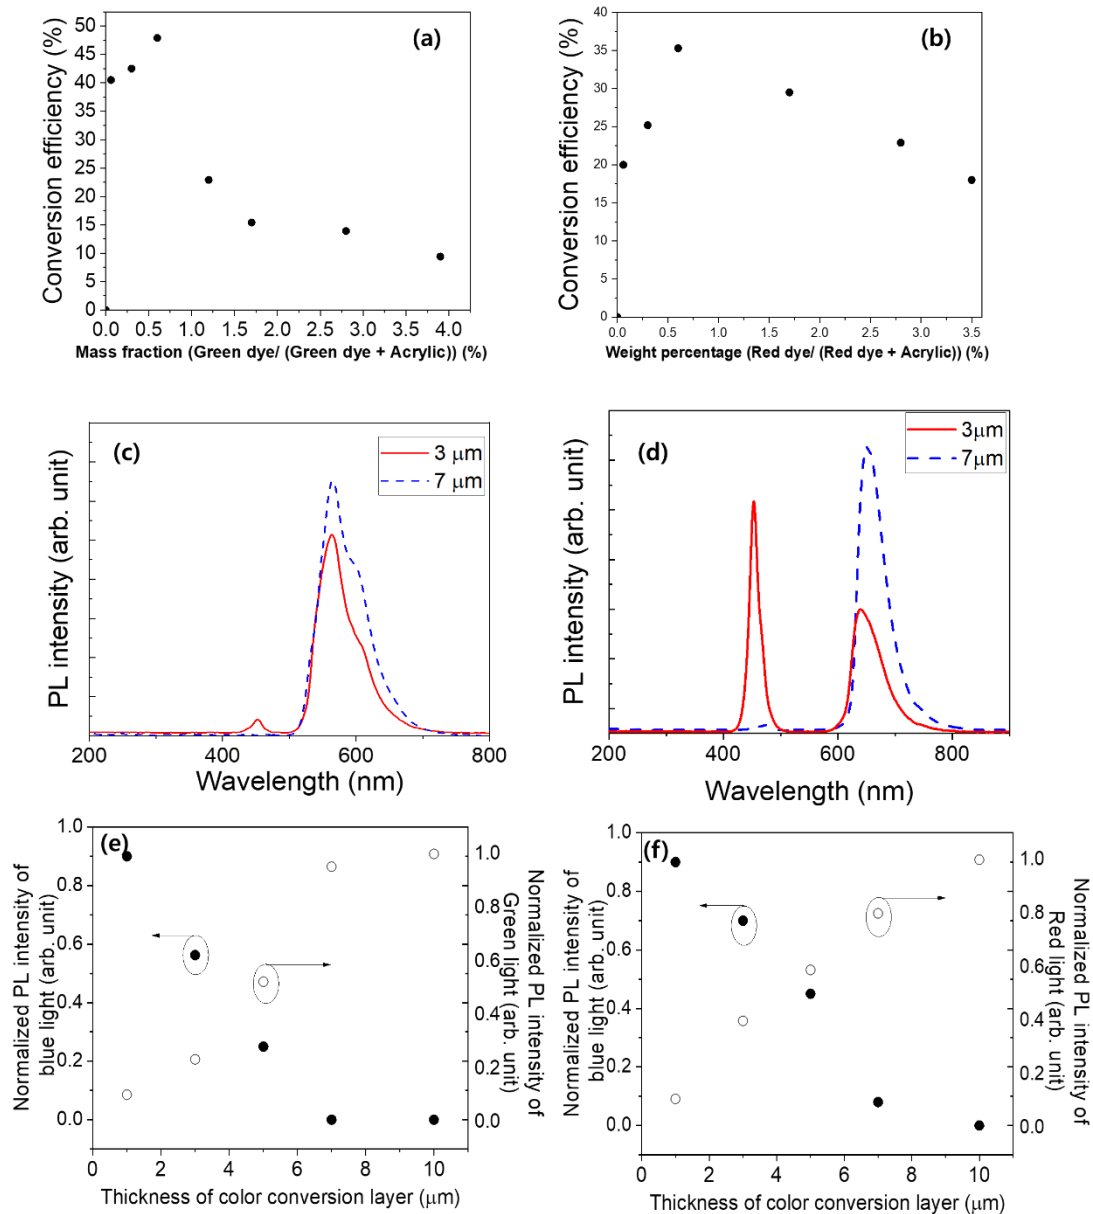 (a)
Conversion efficiency (%)
50
45
40
35
30
25
20
15
10
5
0
0.0 0.5 1.0 1.5 2.0 2.5 3.0 3.5 4.0
Mass fraction (Green dye/ (Green dye + Acrylic)) (%)
(b)
Conversion efficiency (%)
40
35
30
25
20
15
10
5
0
0.0 0.5 1.0 1.5 2.0 2.5 3.0 3.5
Weight percentage (Red dye/ (Red dye + Acrylic)) (%)
(c)
3 μm
7 μm
PL intensity (arb. unit)
200 400 600 800
Wavelength (nm)
(d)
3μm
7μm
PL intensity (arb. unit)
200 400 600 800
Wavelength (nm)
(e)
Normalized PL intensity of
blue light (arb. unit)
1.0
0.8
0.6
0.4
0.2
0.0
1.0
0.8
0.6
0.4
0.2
0.0
Normalized PL intensity of
Green light (arb. unit)
0 2 4 6 8 10
Thickness of color conversion layer (μm)
(f)
Normalized PL intensity of
blue light (arb. unit)
1.0
0.8
0.6
0.4
0.2
0.0
1.0
0.8
0.6
0.4
0.2
0.0
Normalized PL intensity of
Red light (arb. unit)
0 2 4 6 8 10
Thickness of color conversion layer (μm)